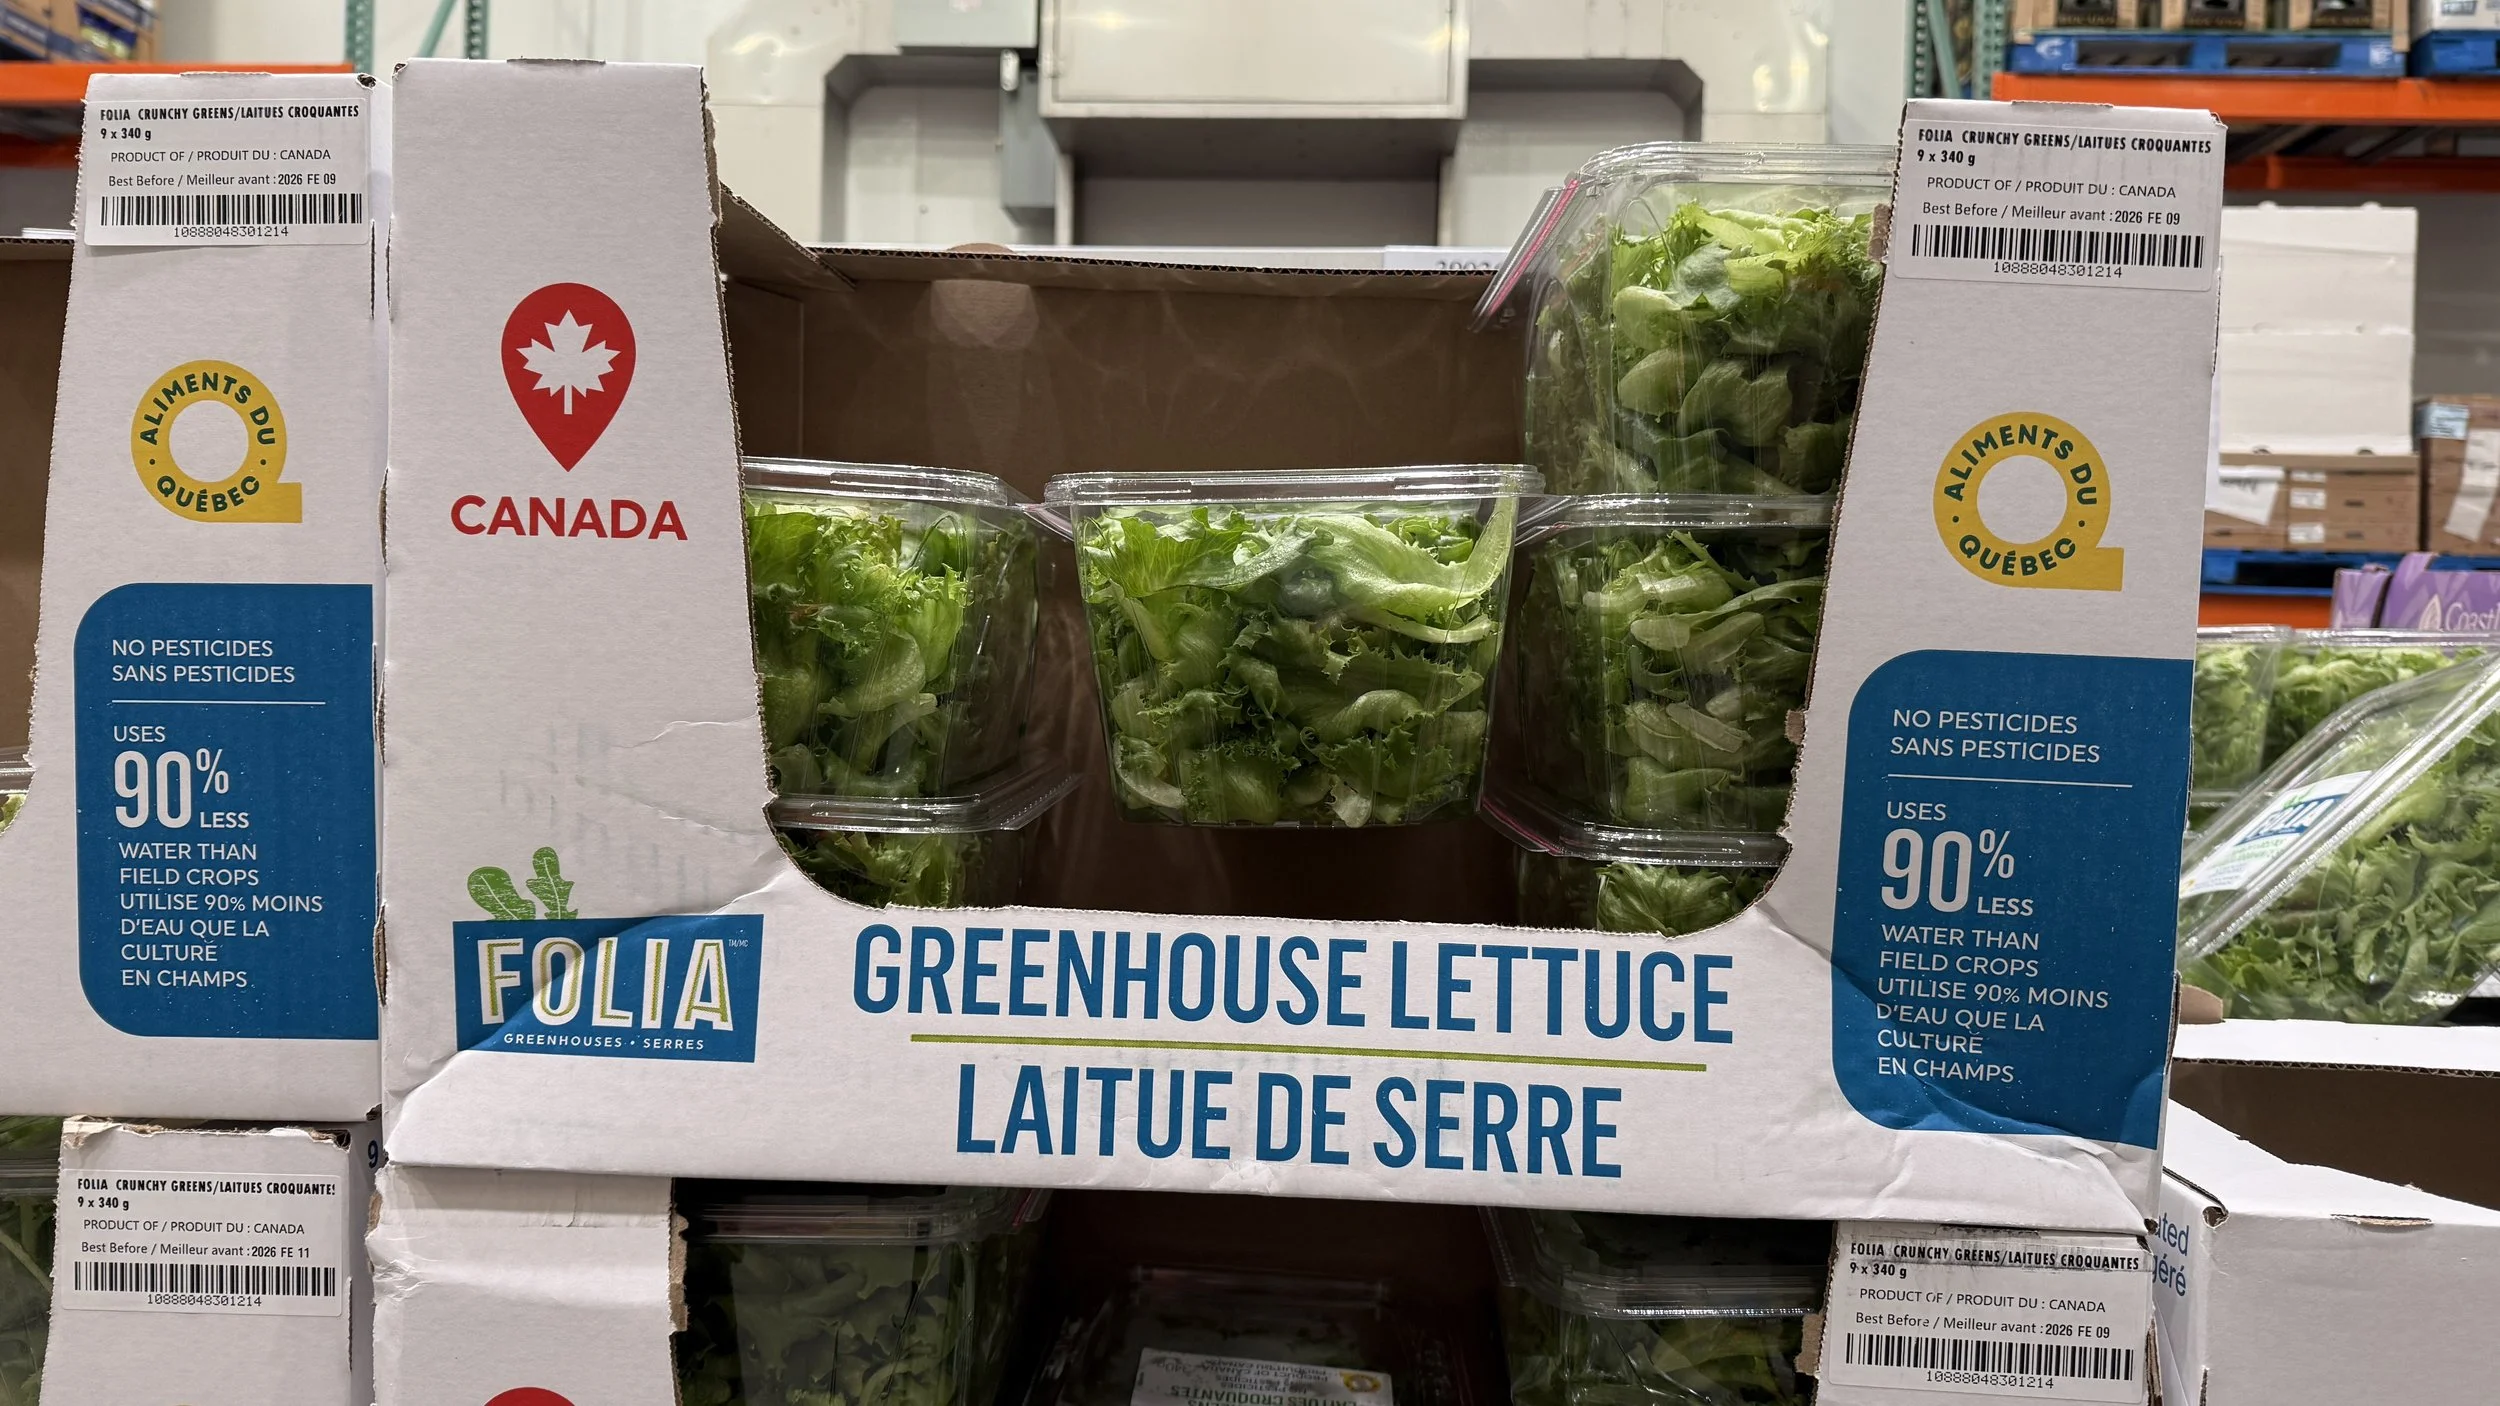 FOLIA CRUNCHY GREENS/LAITUES CROQUANTES
9 x 340 g
PRODUCT OF / PRODUIT DU : CANADA
Best Before / Meilleur avant : 2026 FE 09
10888048301214
ALIMENTS DU
QUÉBEC
NO PESTICIDES
SANS PESTICIDES
USES
90%
LESS
WATER THAN
FIELD CROPS
UTILISE 90% MOINS
D'EAU QUE LA
CULTURE
EN CHAMPS
CANADA
FOLIA TM/MC
GREENHOUSES • SERRES
GREENHOUSE LETTUCE
LAITUE DE SERRE
FOLIA CRUNCHY GREENS/LAITUES CROQUANTES
9 x 340 g
PRODUCT OF / PRODUIT DU : CANADA
Best Before / Meilleur avant : 2026 FE 09
10888048301214
ALIMENTS DU
QUÉBEC
NO PESTICIDES
SANS PESTICIDES
USES
90%
LESS
WATER THAN
FIELD CROPS
UTILISE 90% MOINS
D'EAU QUE LA
CULTURE
EN CHAMPS
FOLIA
9
FOLIA CRUNCHY GREENS/LAITUES CROQUANTES
9 x 340 g
PRODUCT OF / PRODUIT DU : CANADA
Best Before / Meilleur avant : 2026 FE 11
10888048301214
FOLIA CRUNCHY GREENS/LAITUES CROQUANTES
9 x 340 g
PRODUCT OF / PRODUIT DU : CANADA
Best Before / Meilleur avant : 2026 FE 09
10888048301214